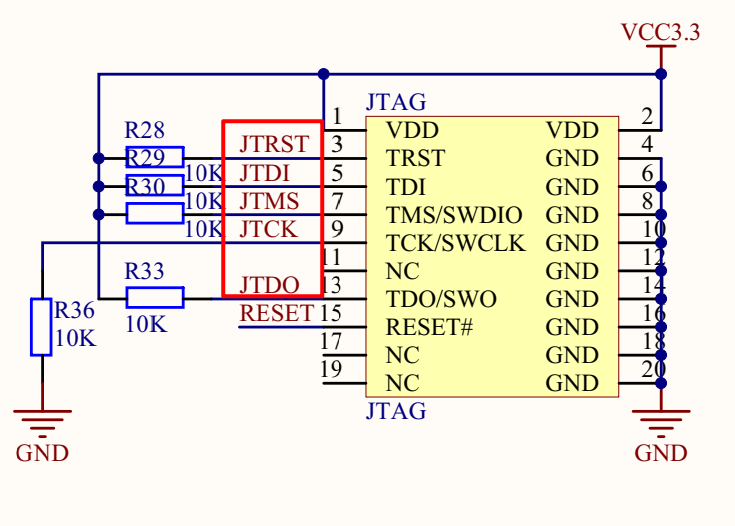 VCC3.3
JTAG
R28
1
VDD
VDD
2
JTRST
3
TRST
GND
4
R29
10K
JTDI
5
TDI
GND
6
R30
10K
JTMS
7
TMS/SWDIO
GND
8
10K
JTCK
9
TCK/SWCLK
GND
10
11
NC
GND
12
R33
JTDO
13
TDO/SWO
GND
14
R36
10K
10K
RESET
15
RESET#
GND
16
17
NC
GND
18
19
NC
GND
20
JTAG
GND
GND